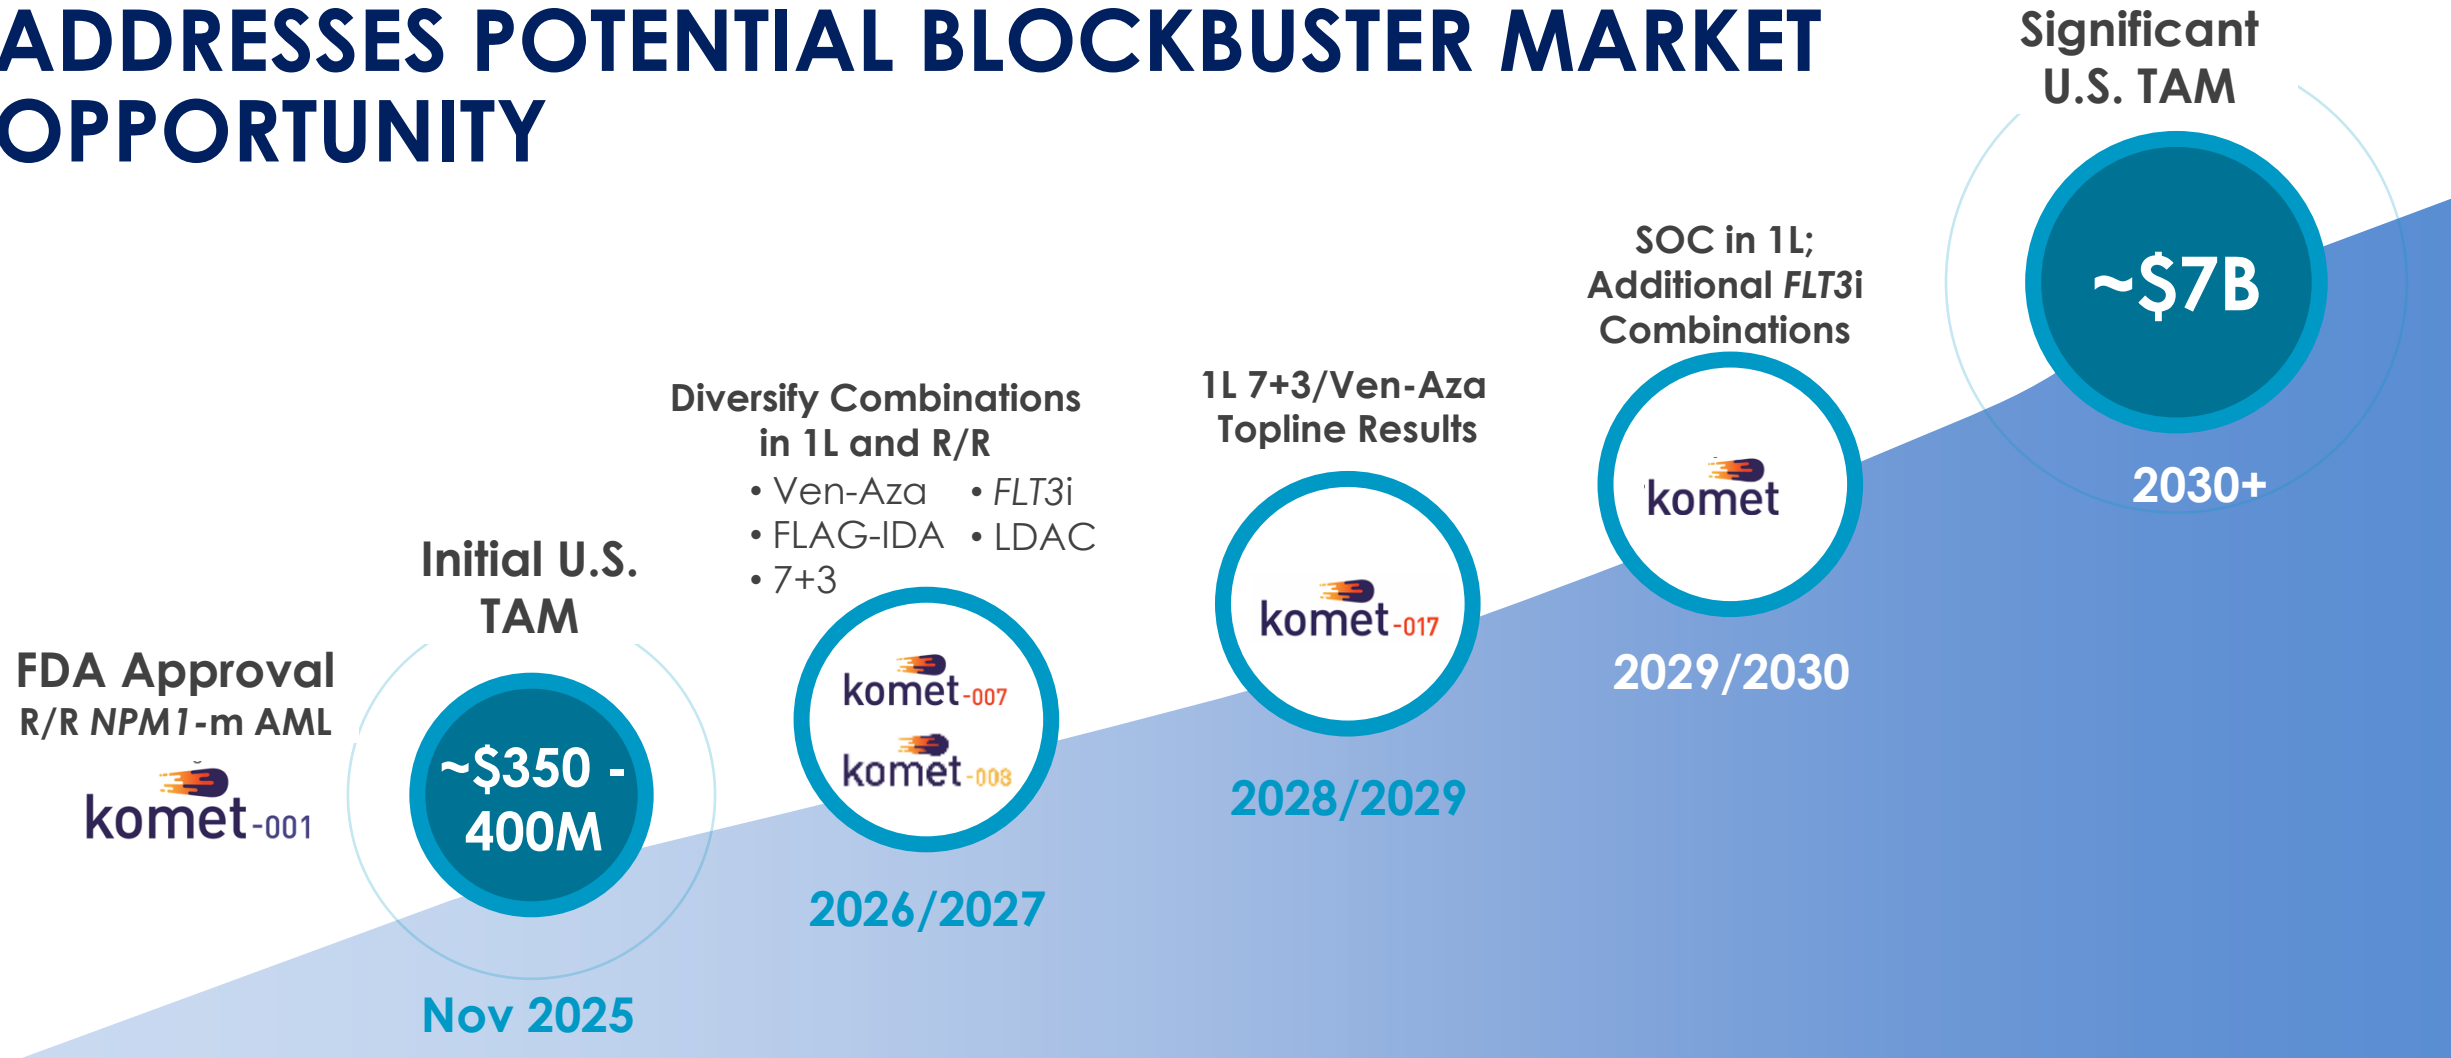 ADDRESSES POTENTIAL BLOCKBUSTER MARKET
OPPORTUNITY
FDA Approval
R/R NPM1-m AML
komet-001
Initial U.S.
TAM
~$350 -
400M
Nov 2025
Diversify Combinations
in 1L and R/R
• Ven-Aza
• FLAG-IDA
• 7+3
• FLT3i
• LDAC
komet-007
komet-008
2026/2027
1L 7+3/Ven-Aza
Topline Results
komet-017
2028/2029
SOC in 1L;
Additional FLT3i
Combinations
komet
2029/2030
Significant
U.S. TAM
~$7B
2030+